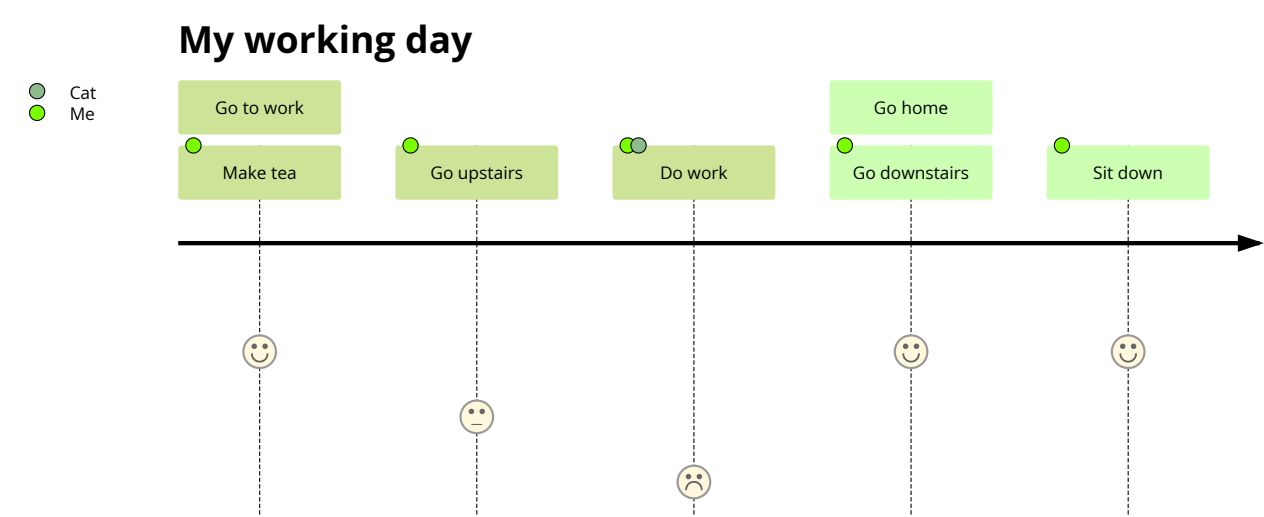 My working day
Cat
Me
Go to work
Go home
Make tea
Go upstairs
Do work
Go downstairs
Sit down